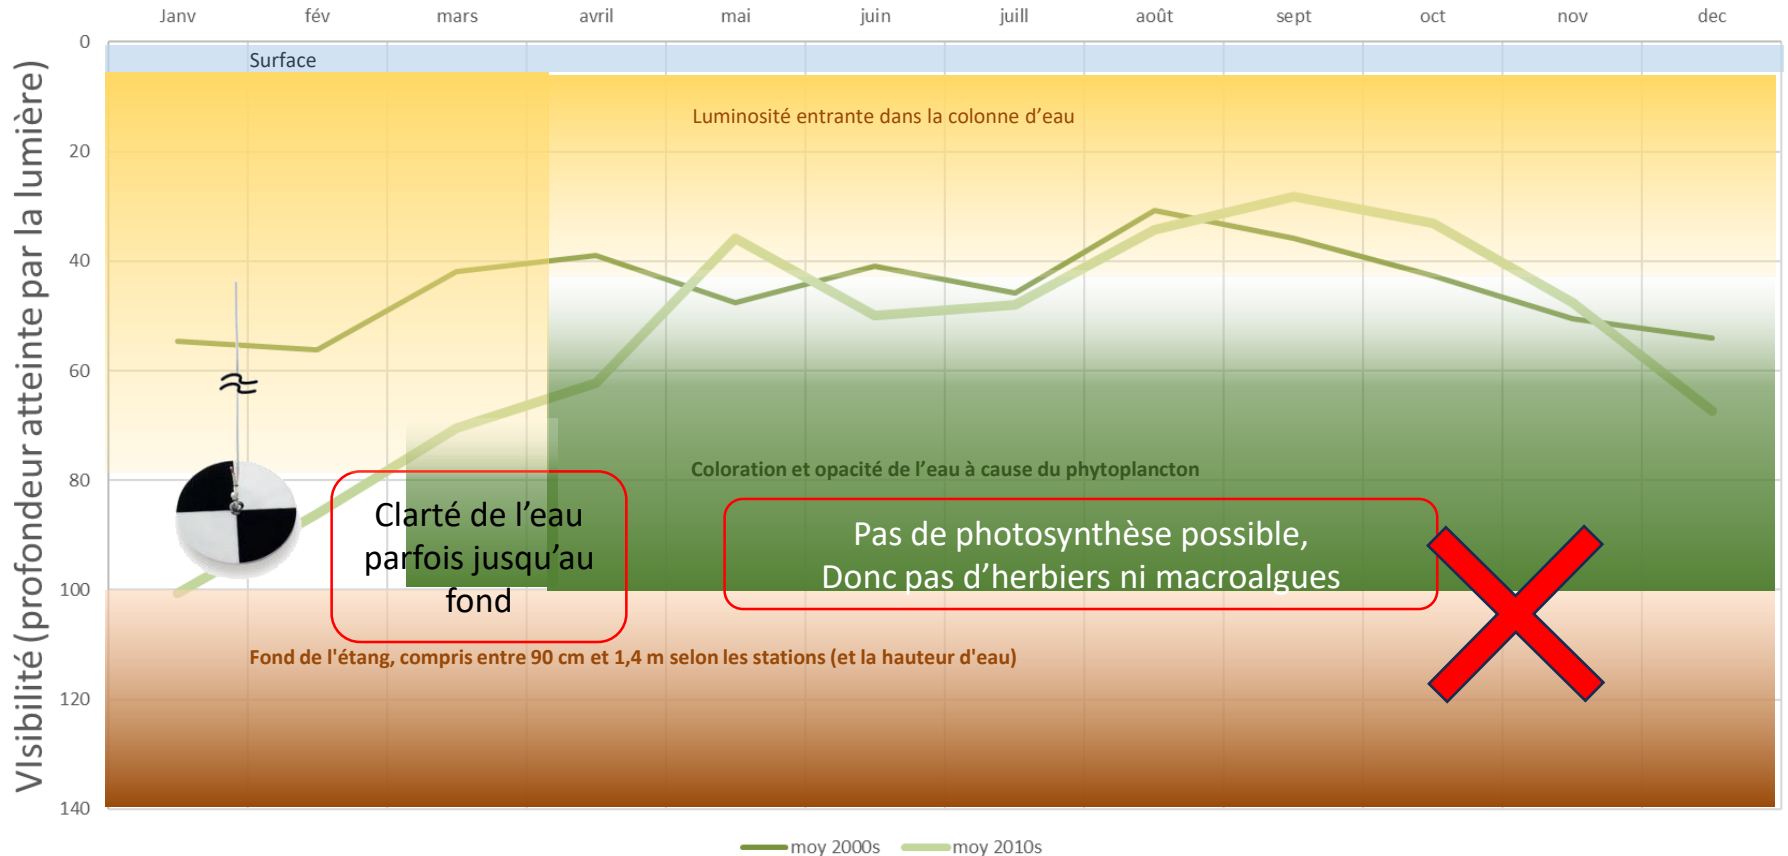 Janv fév mars avril mai juin juill août sept oct nov dec
VIsibilité (profondeur atteinte par la lumière)
0
20
40
60
80
100
120
140
Surface
Luminosité entrante dans la colonne d’eau
Coloration et opacité de l’eau à cause du phytoplancton
Clarté de l’eau
parfois jusqu’au
fond
Pas de photosynthèse possible,
Donc pas d’herbiers ni macroalgues
Fond de l'étang, compris entre 90 cm et 1,4 m selon les stations (et la hauteur d'eau)
moy 2000s moy 2010s